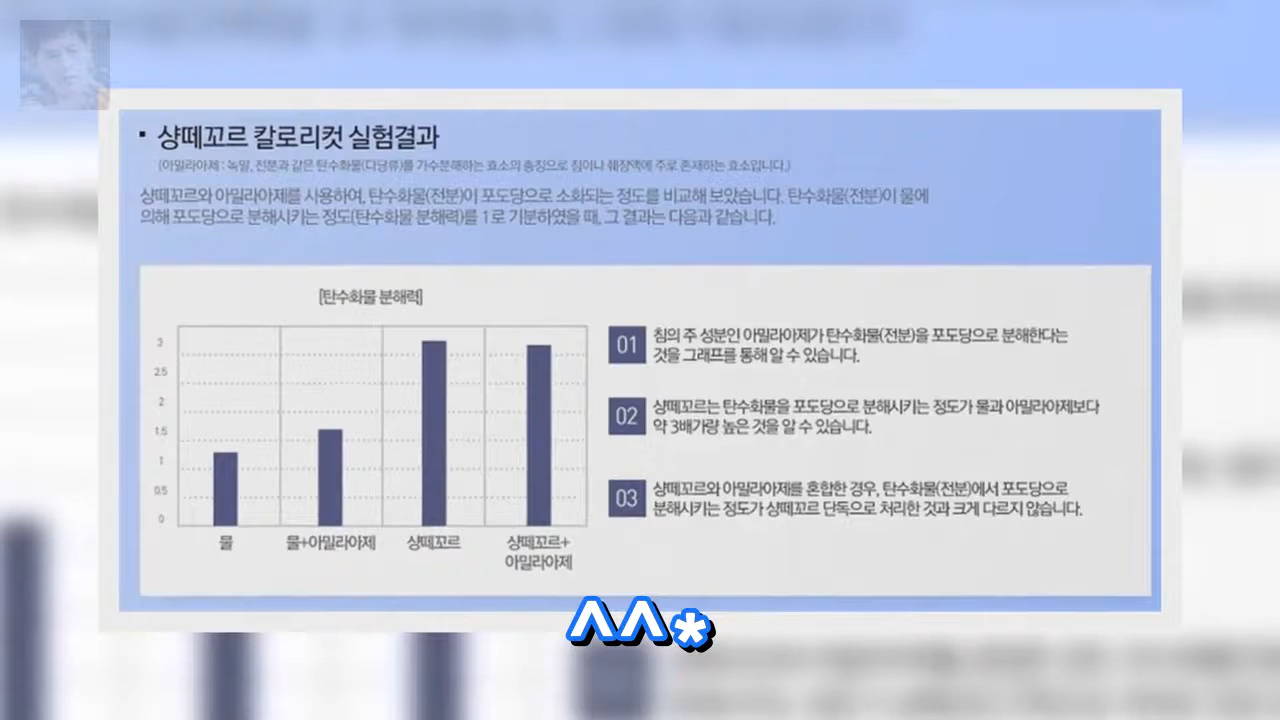 ▪ 샹떼꼬르 칼로리컷 실험결과
(아밀라아제 : 녹말, 전분과 같은 탄수화물(다당류)를 가수분해하는 효소의 총칭으로 침이나 췌장액에 주로 존재하는 효소입니다.)
샹떼꼬르와 아밀라아제를 사용하여, 탄수화물(전분)이 포도당으로 소화되는 정도를 비교해 보았습니다. 탄수화물(전분)이 물에
의해 포도당으로 분해시키는 정도(탄수화물 분해력)를 1로 기분하였을 때, 그 결과는 다음과 같습니다.
[탄수화물 분해력]
3
2.5
2
1.5
1
0.5
0
물
물+아밀라아제
샹떼꼬르
샹떼꼬르+
아밀라아제
01
침의 주 성분인 아밀라아제가 탄수화물(전분)을 포도당으로 분해한다는
것을 그래프를 통해 알 수 있습니다.
02
샹떼꼬르는 탄수화물을 포도당으로 분해시키는 정도가 물과 아밀라아제보다
약 3배가량 높은 것을 알 수 있습니다.
03
샹떼꼬르와 아밀라아제를 혼합한 경우, 탄수화물(전분)에서 포도당으로
분해시키는 정도가 샹떼꼬르 단독으로 처리한 것과 크게 다르지 않습니다.
^^*